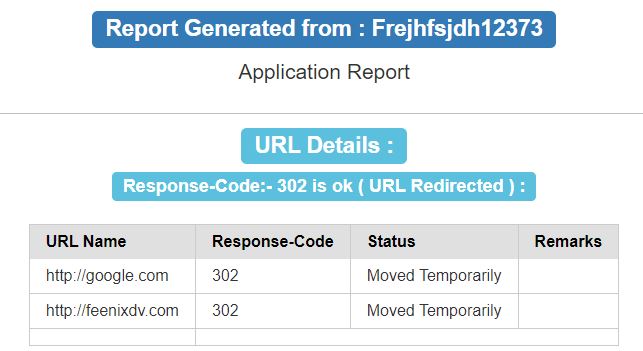 Report Generated from : Frejhfsjdh12373
Application Report
URL Details :
Response-Code:- 302 is ok ( URL Redirected ) :
URL Name Response-Code Status Remarks
http://google.com 302 Moved Temporarily
http://feenixdv.com 302 Moved Temporarily